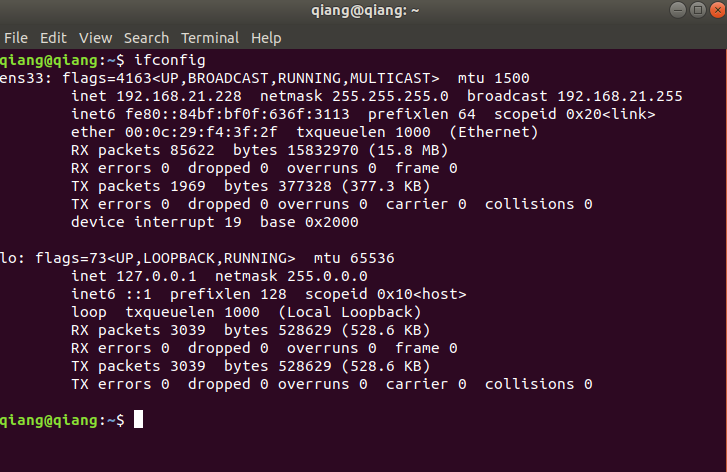 qiang@qiang: ~
File Edit View Search Terminal Help
qiang@qiang:~$ ifconfig
ens33: flags=4163<UP,BROADCAST,RUNNING,MULTICAST>  mtu 1500
        inet 192.168.21.228  netmask 255.255.255.0  broadcast 192.168.21.255
        inet6 fe80::84bf:bf0f:636f:3113  prefixlen 64  scopeid 0x20<link>
        ether 00:0c:29:f4:3f:2f  txqueuelen 1000  (Ethernet)
        RX packets 85622  bytes 15832970 (15.8 MB)
        RX errors 0  dropped 0  overruns 0  frame 0
        TX packets 1969  bytes 377328 (377.3 KB)
        TX errors 0  dropped 0 overruns 0  carrier 0  collisions 0
        device interrupt 19  base 0x2000
lo: flags=73<UP,LOOPBACK,RUNNING>  mtu 65536
        inet 127.0.0.1  netmask 255.0.0.0
        inet6 ::1  prefixlen 128  scopeid 0x10<host>
        loop  txqueuelen 1000  (Local Loopback)
        RX packets 3039  bytes 528629 (528.6 KB)
        RX errors 0  dropped 0  overruns 0  frame 0
        TX packets 3039  bytes 528629 (528.6 KB)
        TX errors 0  dropped 0 overruns 0  carrier 0  collisions 0
qiang@qiang:~$